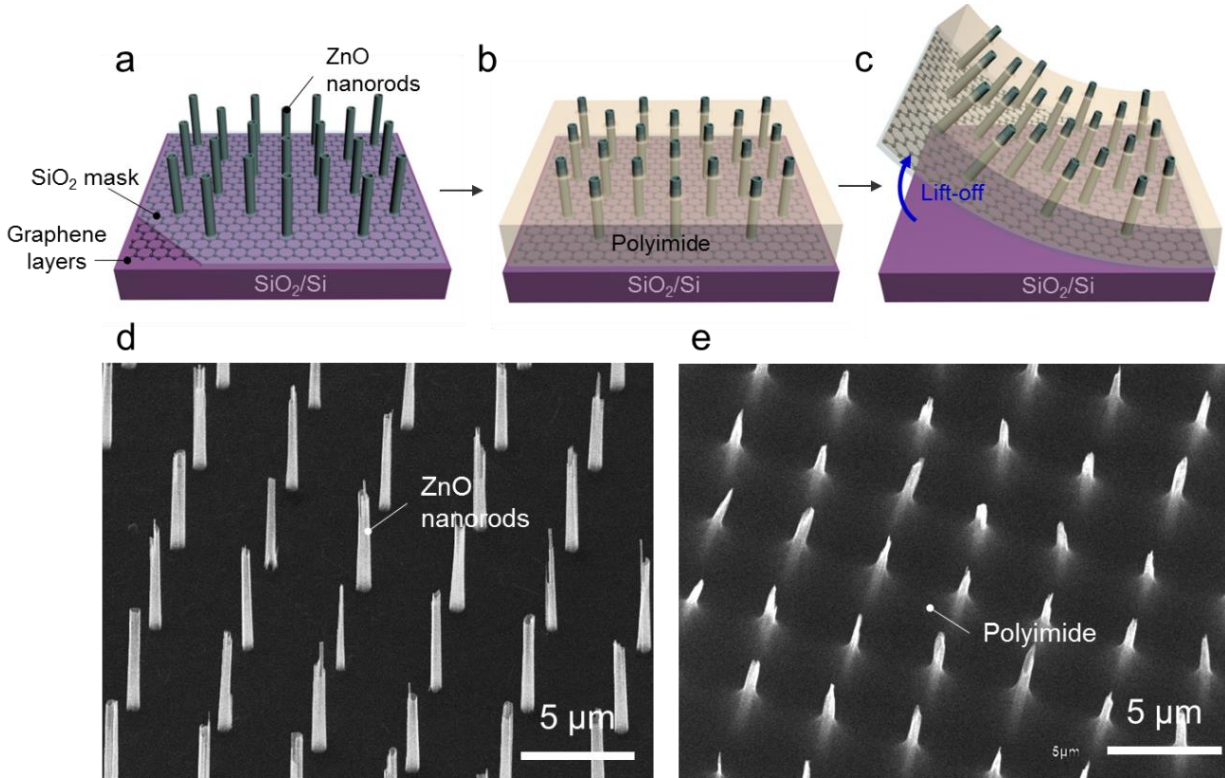 a
b
c
ZnO
nanorods
SiO₂ mask
Graphene
layers
SiO₂/Si
Polyimide
SiO₂/Si
Lift-off
SiO₂/Si
d
e
ZnO
nanorods
5 μm
Polyimide
5μm
5 μm